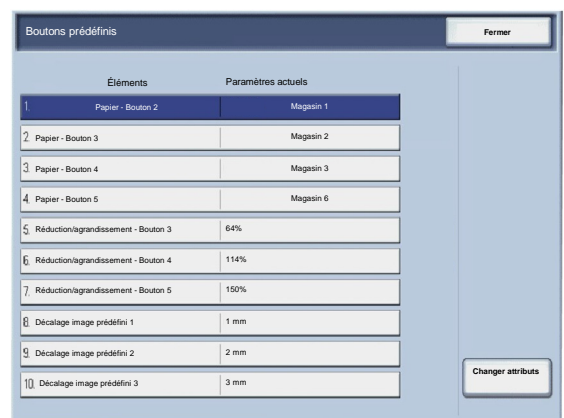 Boutons prédéfinis Fermer
Éléments Paramètres actuels
1. Papier - Bouton 2 Magasin 1
2. Papier - Bouton 3 Magasin 2
3. Papier - Bouton 4 Magasin 3
4. Papier - Bouton 5 Magasin 6
5. Réduction/agrandissement - Bouton 3 64%
6. Réduction/agrandissement - Bouton 4 114%
7. Réduction/agrandissement - Bouton 5 150%
8. Décalage image prédéfini 1 1 mm
9. Décalage image prédéfini 2 2 mm
10. Décalage image prédéfini 3 3 mm
Changer attributs